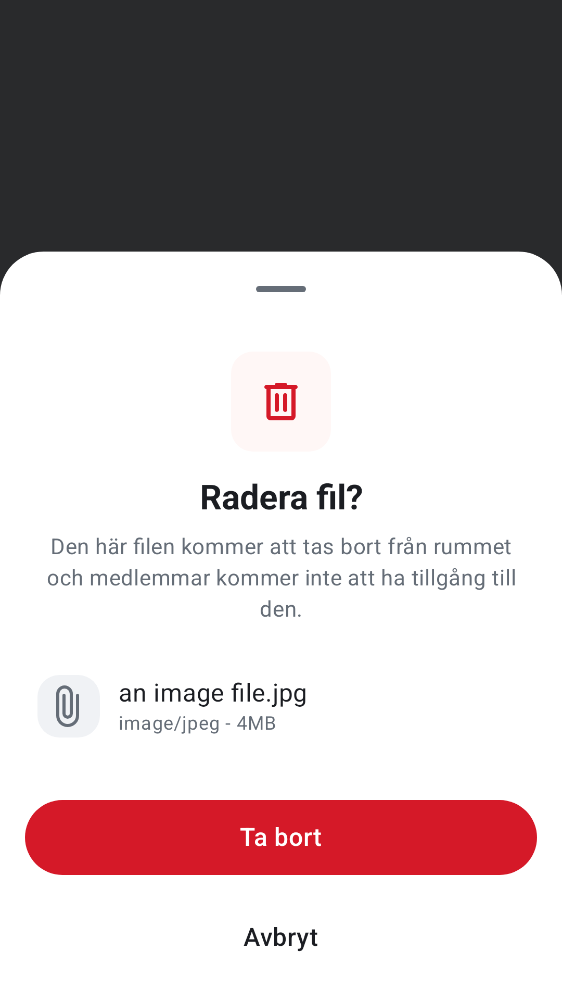 Radera fil?
Den här filen kommer att tas bort från rummet
och medlemmar kommer inte att ha tillgång till
den.
an image file.jpg
image/jpeg - 4MB
Ta bort
Avbryt